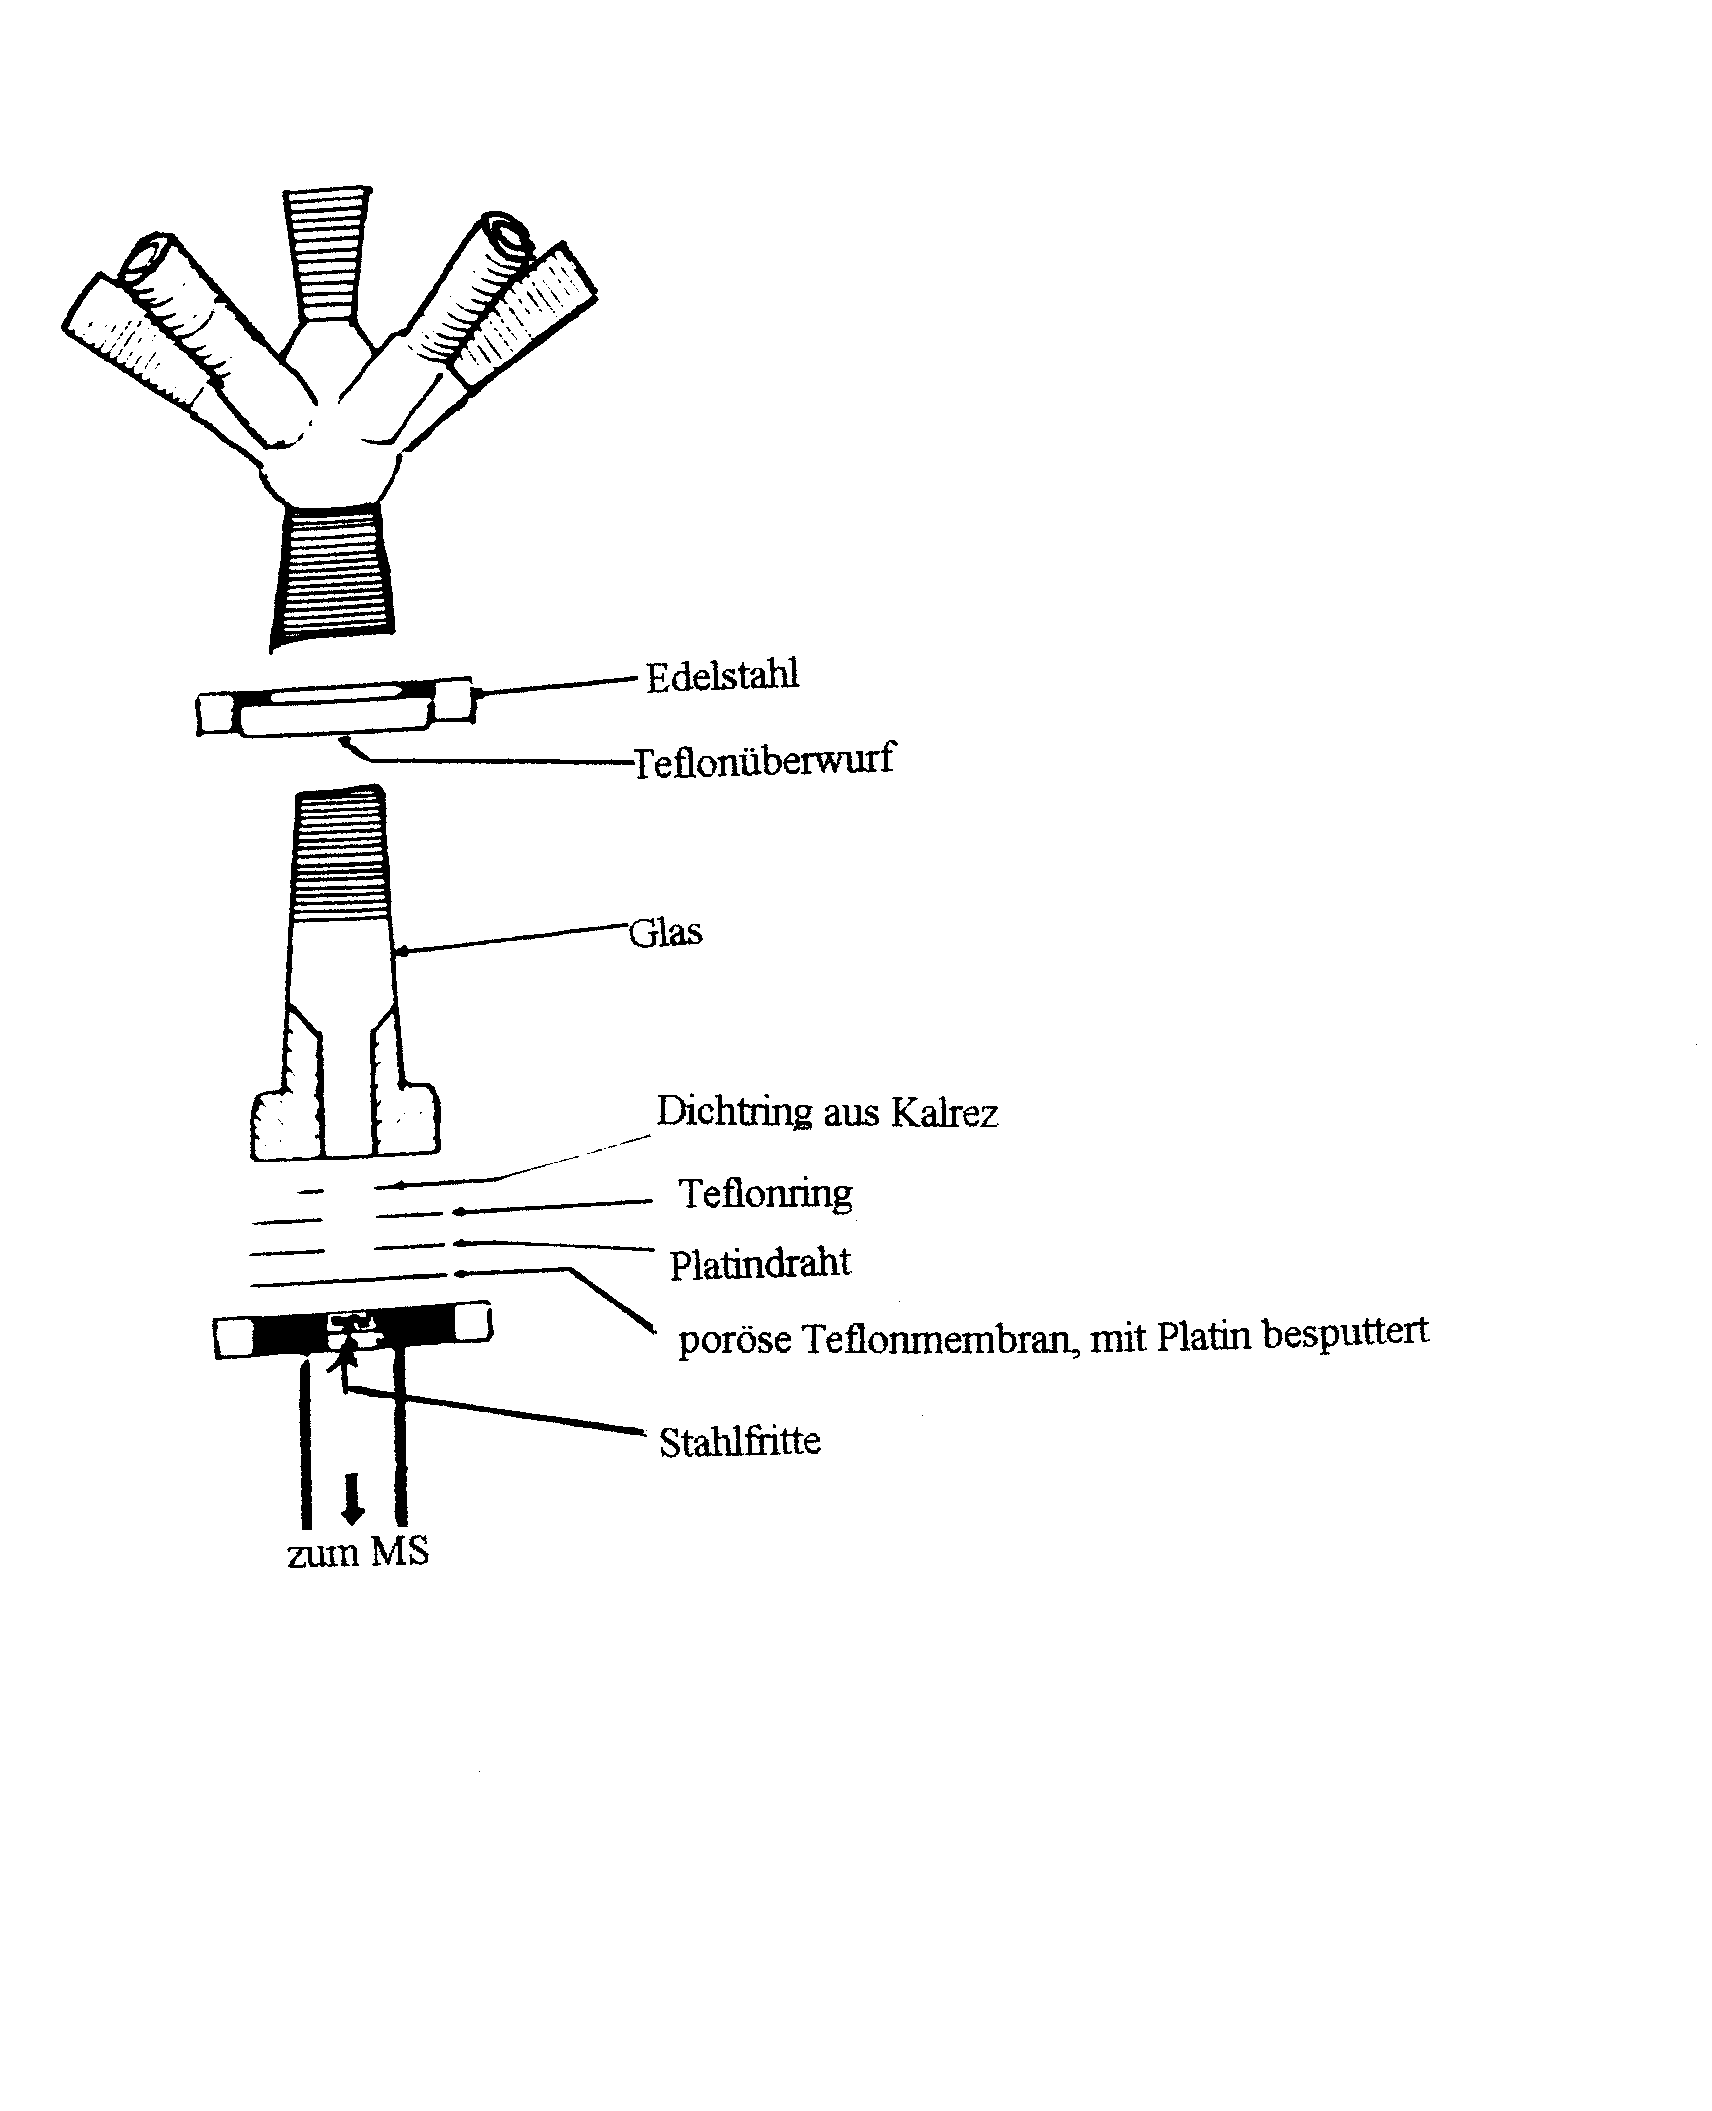 Edelstahl
Teflonüberwurf
Glas
Dichtring aus Kalrez
Teflonring
Platindraht
poröse Teflonmembran, mit Platin besputtert
Stahlfritte
zum MS